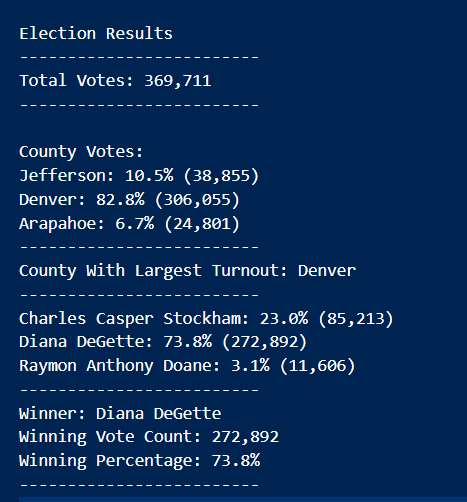 Election Results
-------------------------
Total Votes: 369,711
-------------------------
County Votes:
Jefferson: 10.5% (38,855)
Denver: 82.8% (306,055)
Arapahoe: 6.7% (24,801)
-------------------------
County With Largest Turnout: Denver
-------------------------
Charles Casper Stockham: 23.0% (85,213)
Diana DeGette: 73.8% (272,892)
Raymon Anthony Doane: 3.1% (11,606)
-------------------------
Winner: Diana DeGette
Winning Vote Count: 272,892
Winning Percentage: 73.8%
-------------------------